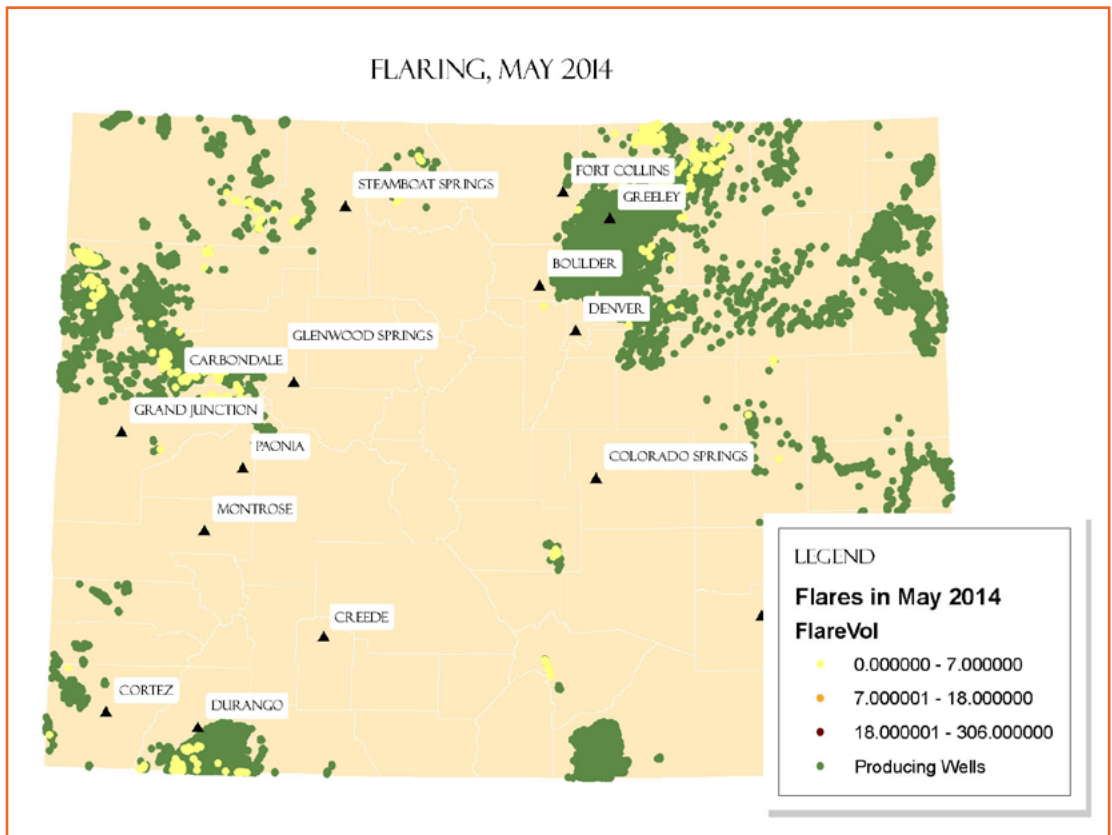 FLARING, MAY 2014
STEAMBOAT SPRINGS
FORT COLLINS
GREELEY
BOULDER
DENVER
GLENWOOD SPRINGS
CARBONDALE
GRAND JUNCTION
PAONIA
COLORADO SPRINGS
MONTROSE
CREEDE
CORTEZ
DURANGO
LEGEND
Flares in May 2014
FlareVol
0.000000 - 7.000000
7.000001 - 18.000000
18.000001 - 306.000000
Producing Wells